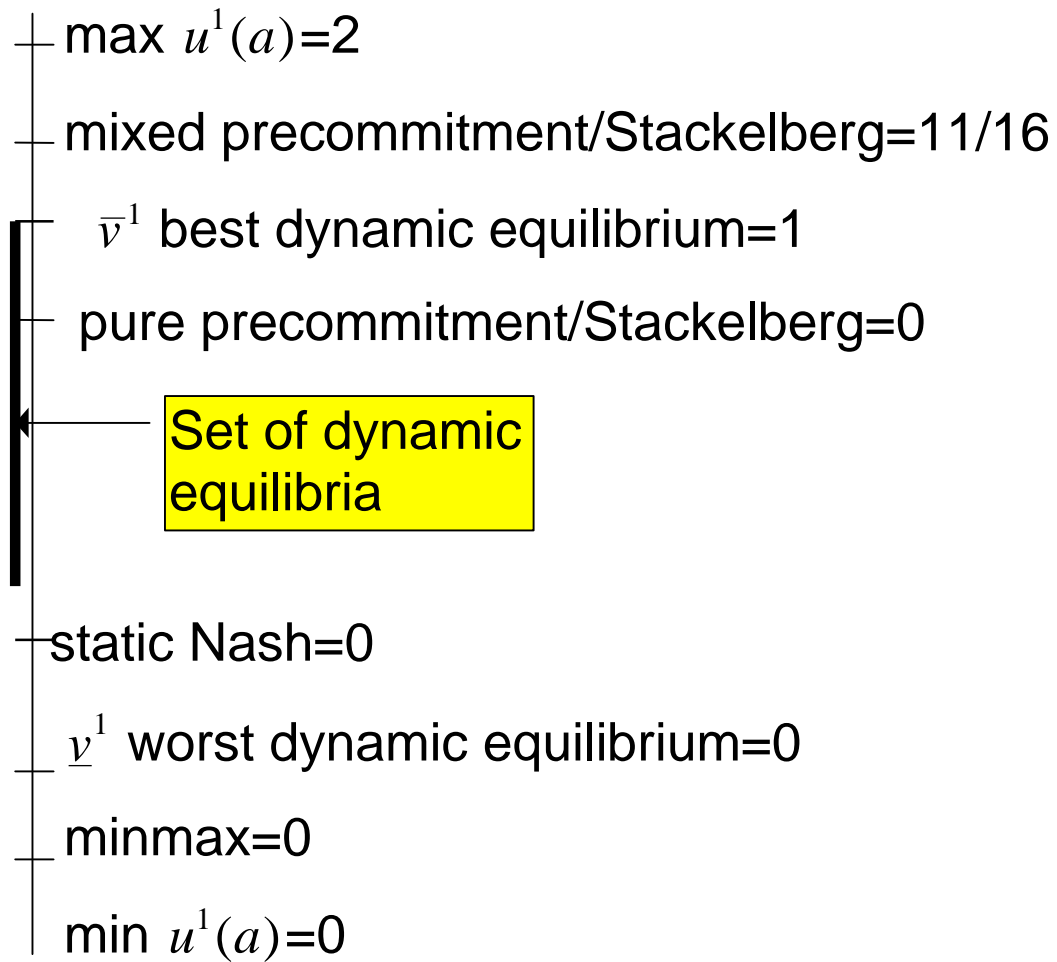 max u¹(a)=2
mixed precommitment/Stackelberg=11/16
v̅¹ best dynamic equilibrium=1
pure precommitment/Stackelberg=0
Set of dynamic
equilibria
static Nash=0
v̲¹ worst dynamic equilibrium=0
minmax=0
min u¹(a)=0